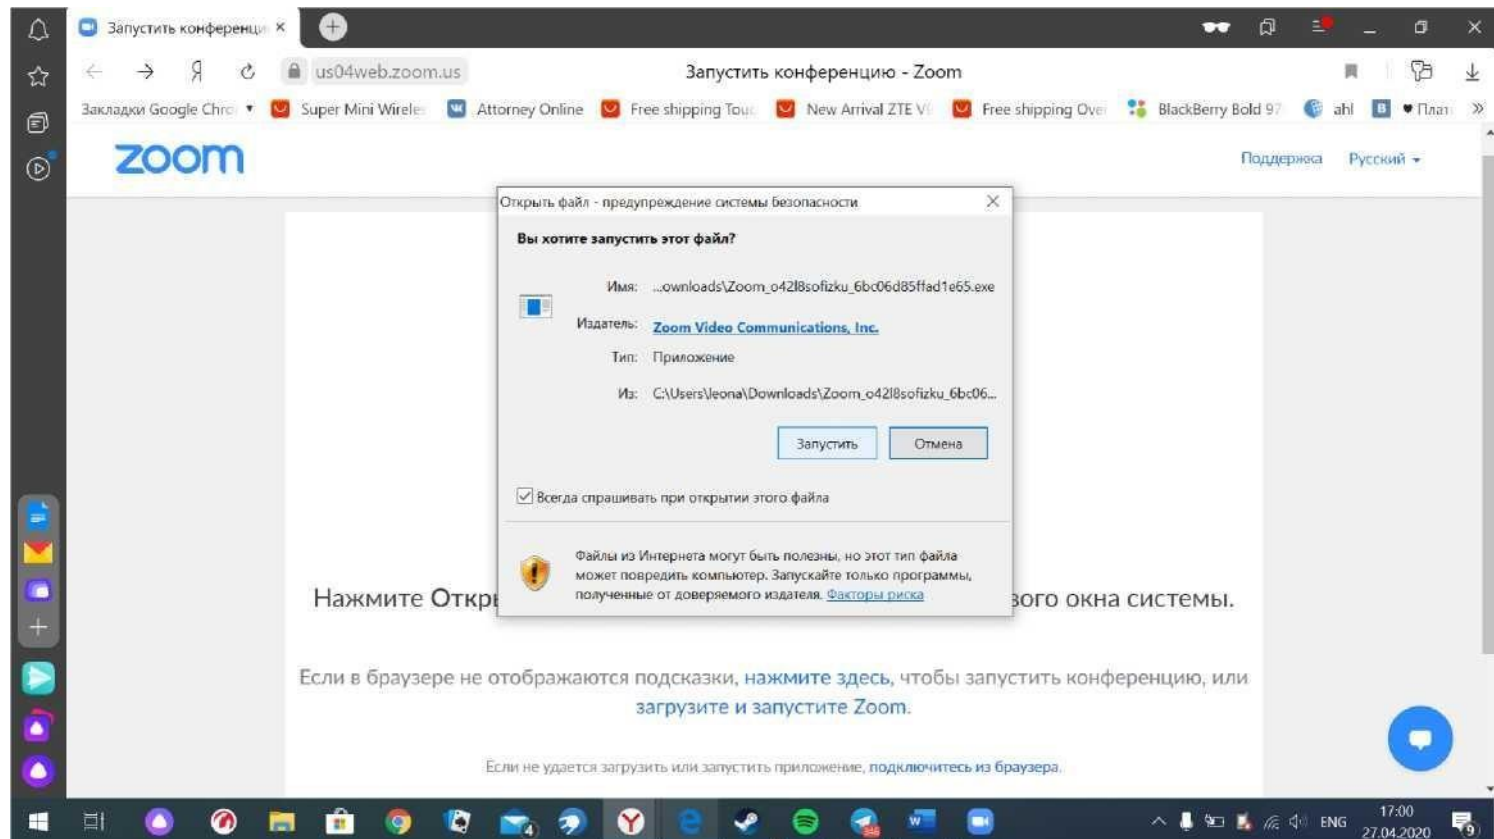 Запустить конференци
us04web.zoom.us
Запустить конференцию - Zoom
Закладки Google Chro
Super Mini Wireles
Attorney Online
Free shipping Touc
New Arrival ZTE V
Free shipping Over
BlackBerry Bold 97
ahl
Плат
zoom
Поддержка
Русский
Открыть файл - предупреждение системы безопасности
Вы хотите запустить этот файл?
Имя: ...ownloads\Zoom_o42l8sofizku_6bc06d85ffad1e65.exe
Издатель: Zoom Video Communications, Inc.
Тип: Приложение
Из: C:\Users\leona\Downloads\Zoom_o42l8sofizku_6bc06...
Запустить
Отмена
Всегда спрашивать при открытии этого файла
Файлы из Интернета могут быть полезны, но этот тип файла
может повредить компьютер. Запускайте только программы,
полученные от доверяемого издателя. Факторы риска
Нажмите Откры вого окна системы.
Если в браузере не отображаются подсказки, нажмите здесь, чтобы запустить конференцию, или
загрузите и запустите Zoom.
Если не удается загрузить или запустить приложение, подключитесь из браузера.
ENG
17:00
27.04.2020